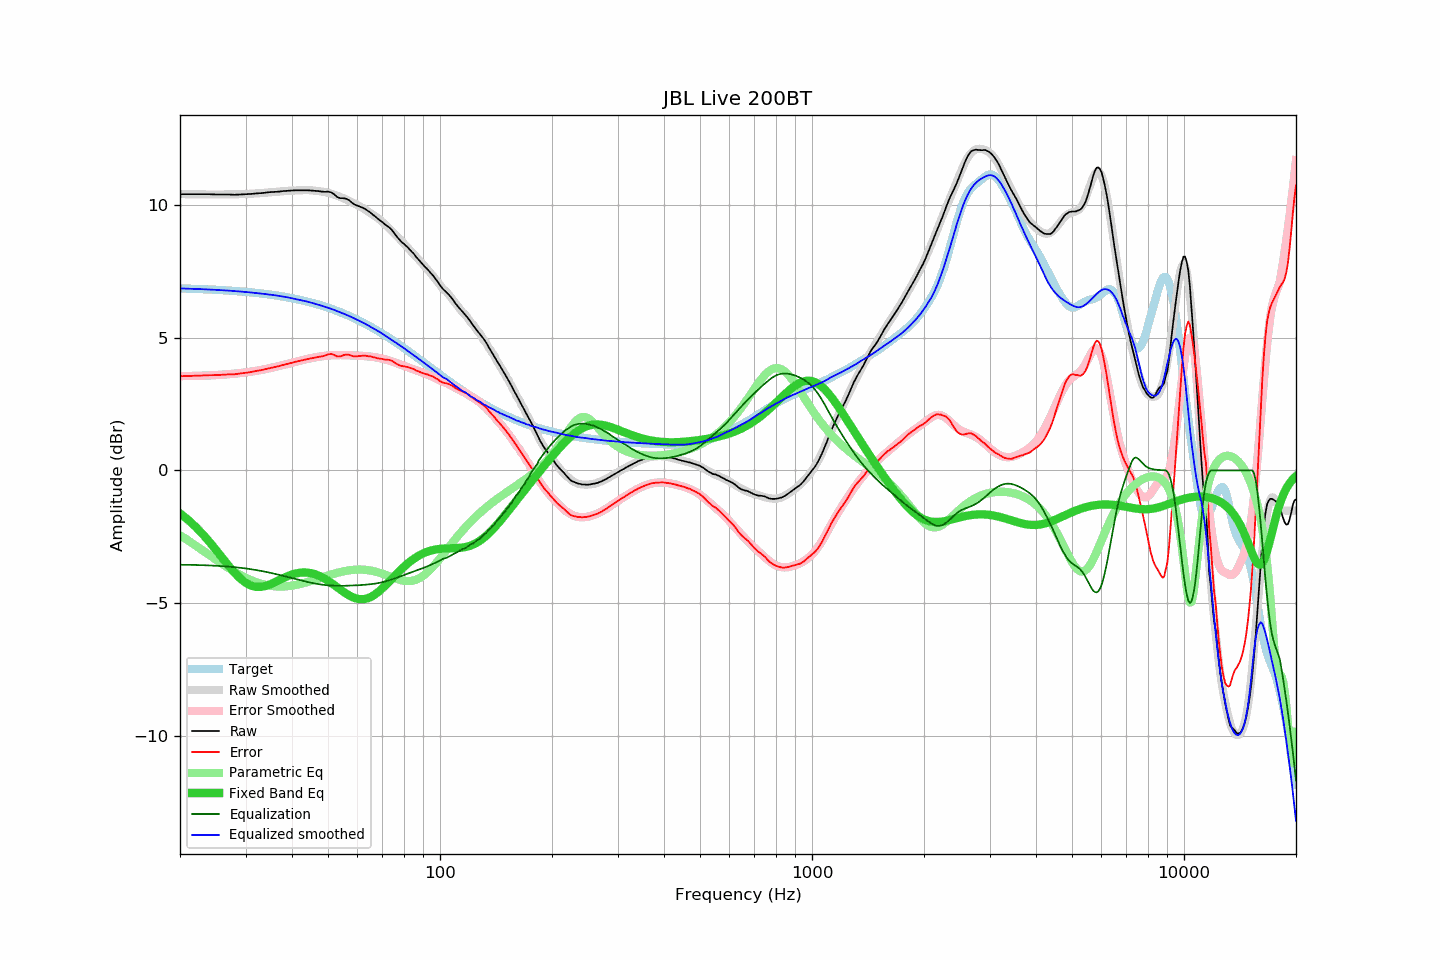 JBL Live 200BT
Amplitude (dBr)
10
5
0
−5
−10
Target
Raw Smoothed
Error Smoothed
Raw
Error
Parametric Eq
Fixed Band Eq
Equalization
Equalized smoothed
100
1000
10000
Frequency (Hz)